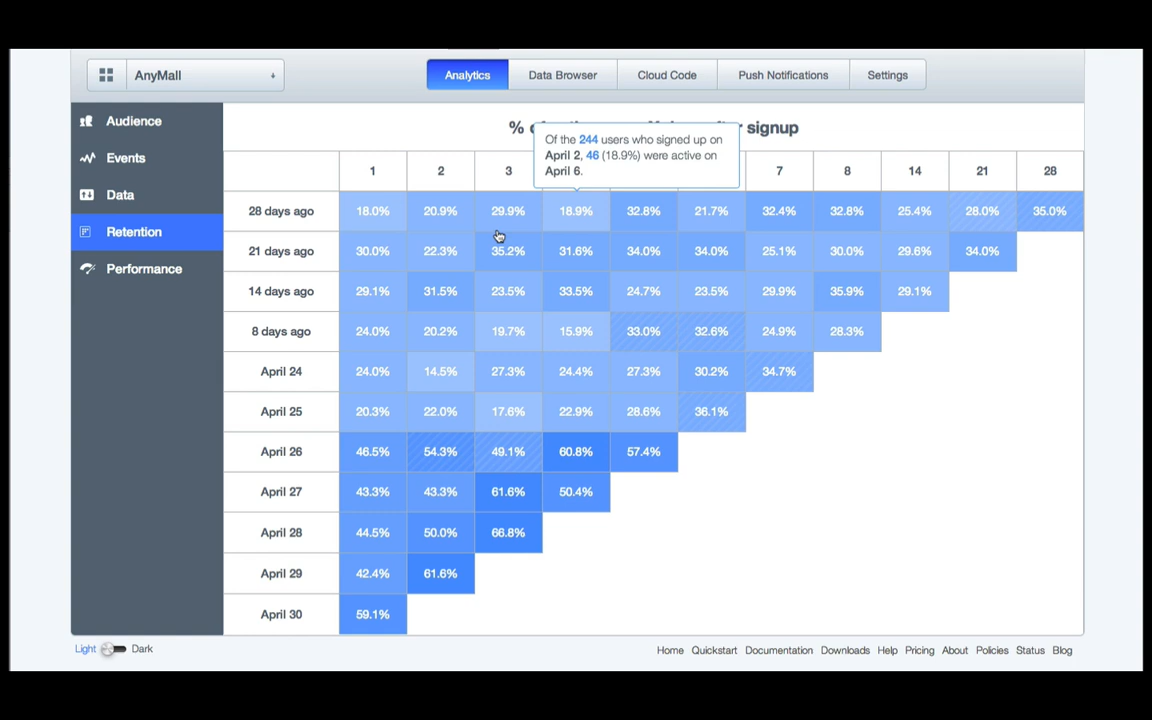 AnyMall
Analytics Data Browser Cloud Code Push Notifications Settings
Audience
Events
Data
Retention
Performance
% signup
Of the 244 users who signed up on
April 2, 46 (18.9%) were active on
April 6.
1 2 3 7 8 14 21 28
28 days ago 18.0% 20.9% 29.9% 18.9% 32.8% 21.7% 32.4% 32.8% 25.4% 28.0% 35.0%
21 days ago 30.0% 22.3% 35.2% 31.6% 34.0% 34.0% 25.1% 30.0% 29.6% 34.0%
14 days ago 29.1% 31.5% 23.5% 33.5% 24.7% 23.5% 29.9% 35.9% 29.1%
8 days ago 24.0% 20.2% 19.7% 15.9% 33.0% 32.6% 24.9% 28.3%
April 24 24.0% 14.5% 27.3% 24.4% 27.3% 30.2% 34.7%
April 25 20.3% 22.0% 17.6% 22.9% 28.6% 36.1%
April 26 46.5% 54.3% 49.1% 60.8% 57.4%
April 27 43.3% 43.3% 61.6% 50.4%
April 28 44.5% 50.0% 66.8%
April 29 42.4% 61.6%
April 30 59.1%
Light Dark
Home Quickstart Documentation Downloads Help Pricing About Policies Status Blog